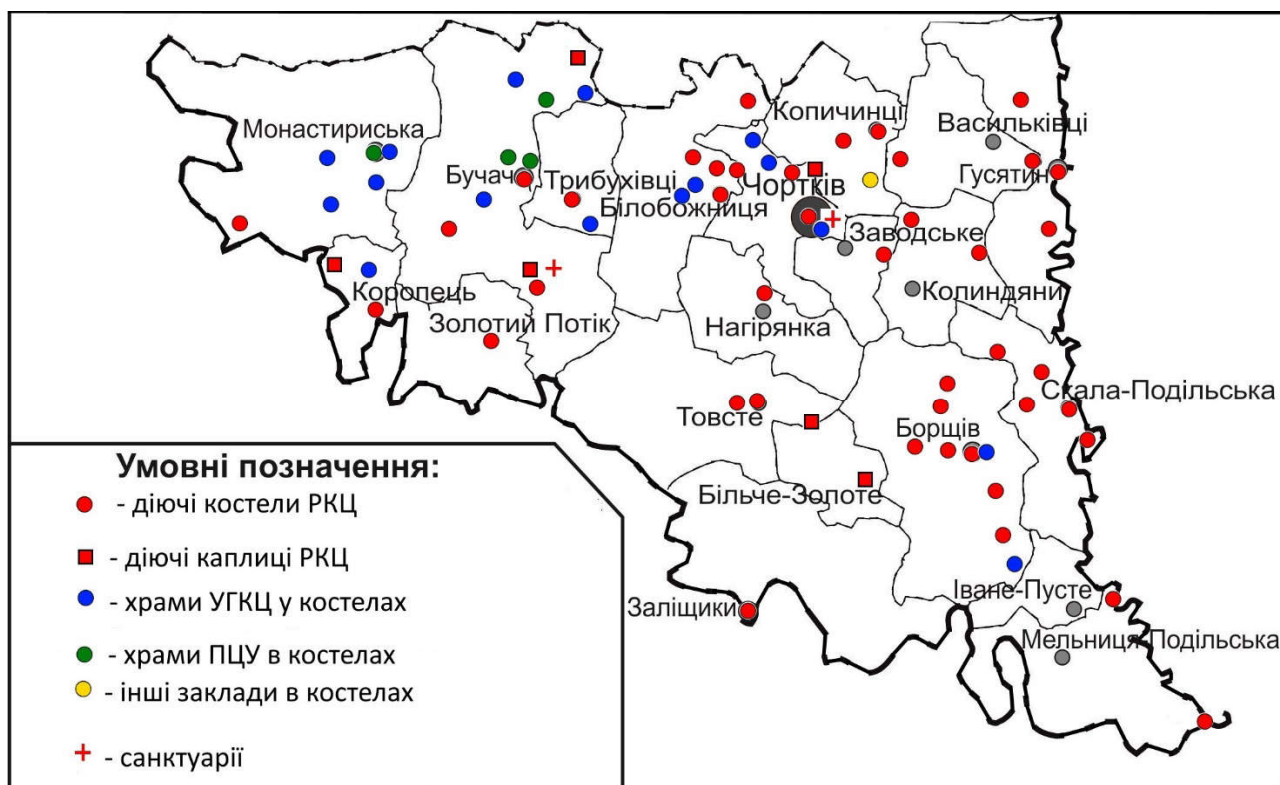 Копичинці
Васильківці
Монастириська
Гусятин
Бучач
Трибухівці
Чортків
Білобожниця
Заводське
Коропець
Колиндяни
Золотий Потік
Нагірянка
Скала-Подільська
Товсте
Борщів
Більче-Золоте
Іване-Пусте
Заліщики
Мельниця-Подільська
Умовні позначення:
- діючі костели РКЦ
- діючі каплиці РКЦ
- храми УГКЦ у костелах
- храми ПЦУ в костелах
- інші заклади в костелах
- санктуарії